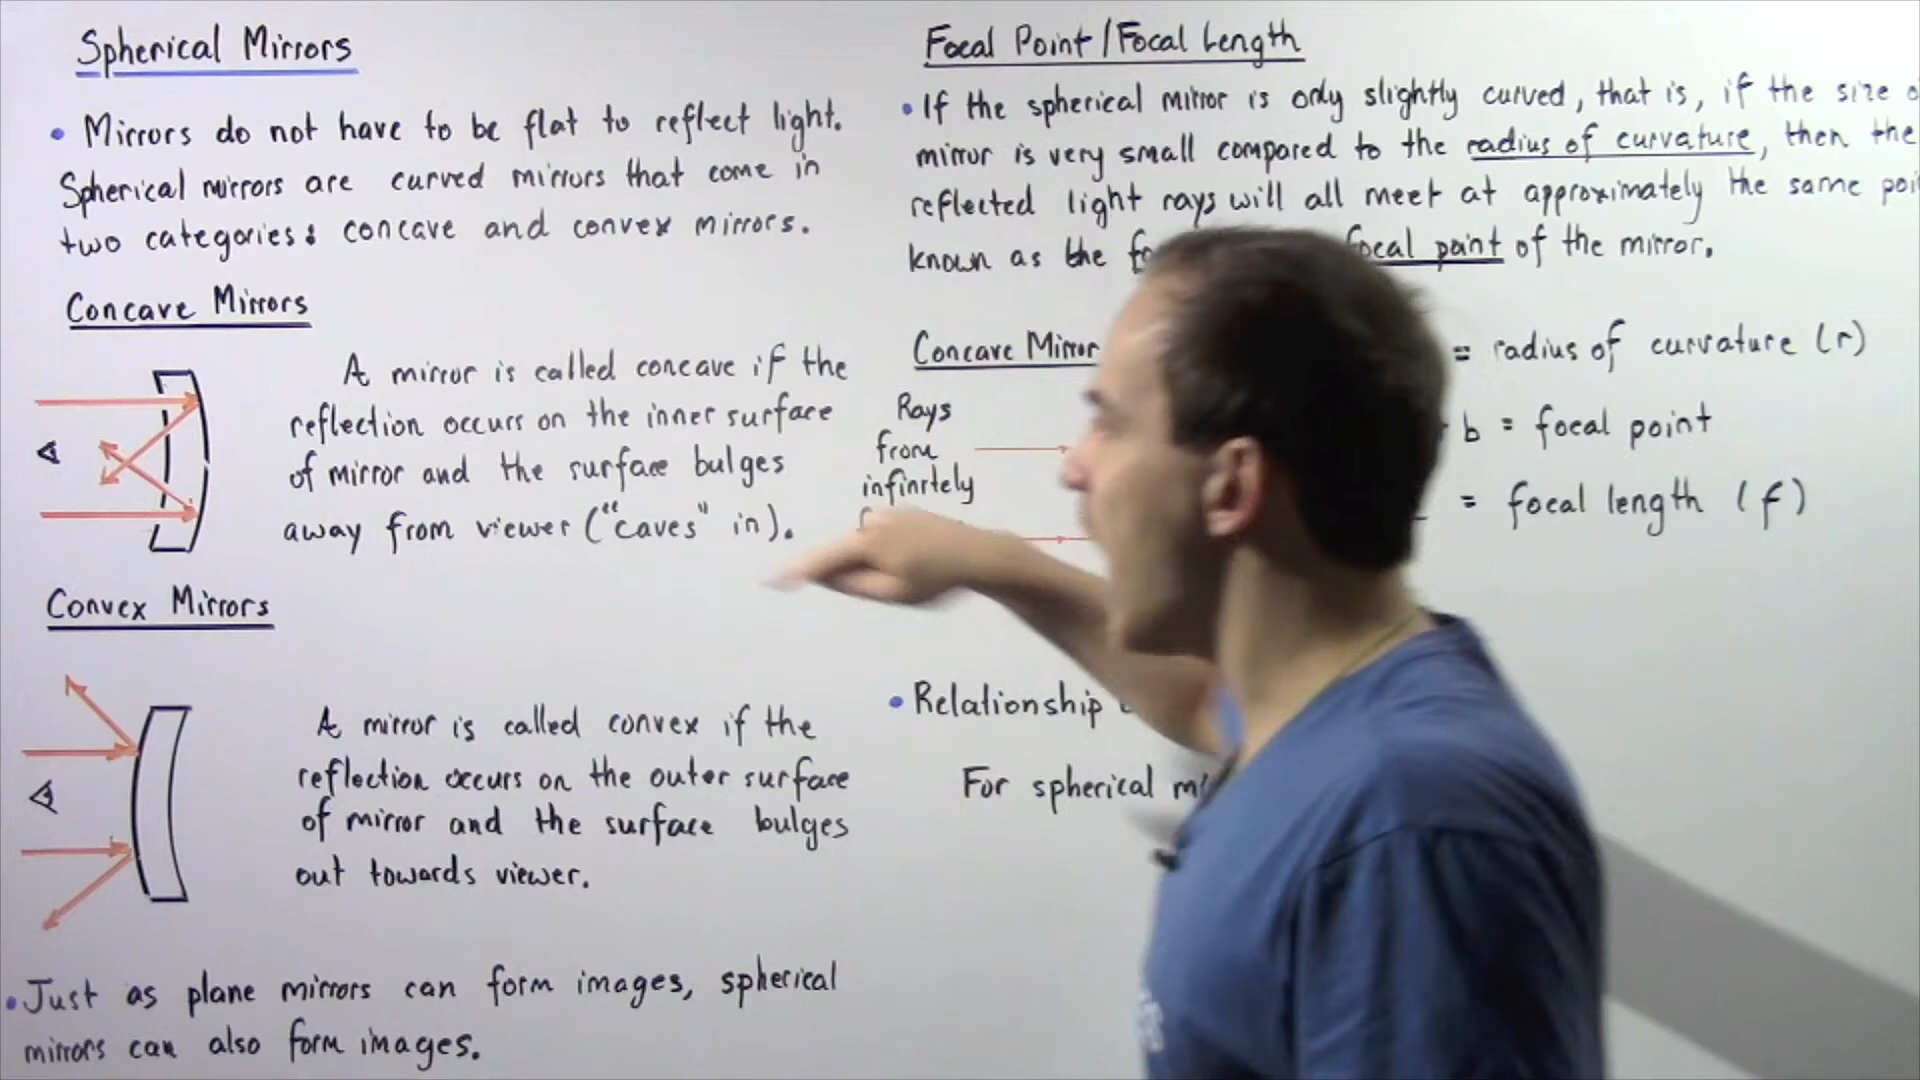 Spherical Mirrors
• Mirrors do not have to be flat to reflect light.
Spherical mirrors are curved mirrors that come in
two categories: concave and convex mirrors.
Concave Mirrors
A mirror is called concave if the
reflection occurs on the inner surface
of mirror and the surface bulges
away from viewer ("caves" in).
Convex Mirrors
A mirror is called convex if the
reflection occurs on the outer surface
of mirror and the surface bulges
out towards viewer.
• Just as plane mirrors can form images, spherical
mirrors can also form images.
Focal Point/Focal Length
• If the spherical mirror is only slightly curved, that is, if the size
mirror is very small compared to the radius of curvature, then the
reflected light rays will all meet at approximately the same
known as the focal point of the mirror.
Concave Mirror
Rays
from
infinitely
= radius of curvature (r)
b = focal point
= focal length (f)
• Relationship
For spherical